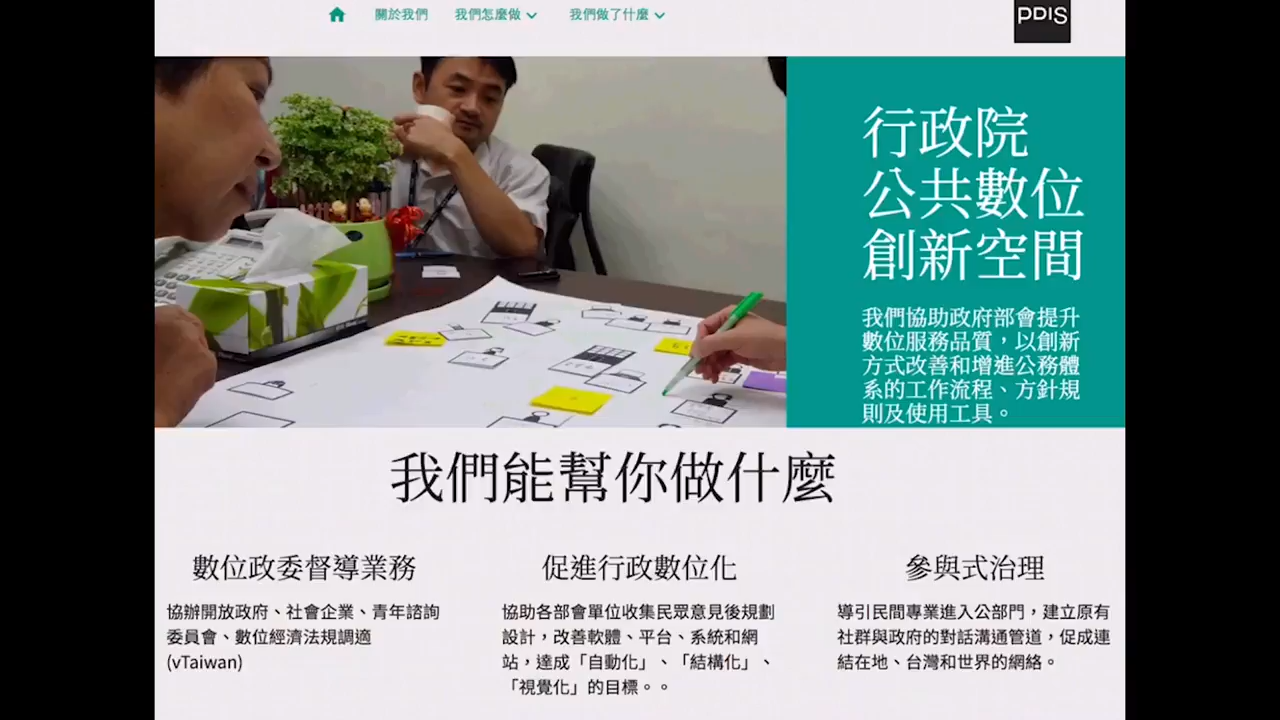 關於我們 我們怎麼做 我們做了什麼
PDIS
行政院
公共數位
創新空間
我們協助政府部會提升
數位服務品質，以創新
方式改善和增進公務體
系的工作流程、方針規
則及使用工具。
我們能幫你做什麼
數位政委督導業務
協辦開放政府、社會企業、青年諮詢
委員會、數位經濟法規調適
(vTaiwan)
促進行政數位化
協助各部會單位收集民眾意見後規劃
設計，改善軟體、平台、系統和網
站，達成「自動化」、「結構化」、
「視覺化」的目標。。
參與式治理
導引民間專業進入公部門，建立原有
社群與政府的對話溝通管道，促成連
結在地、台灣和世界的網絡。